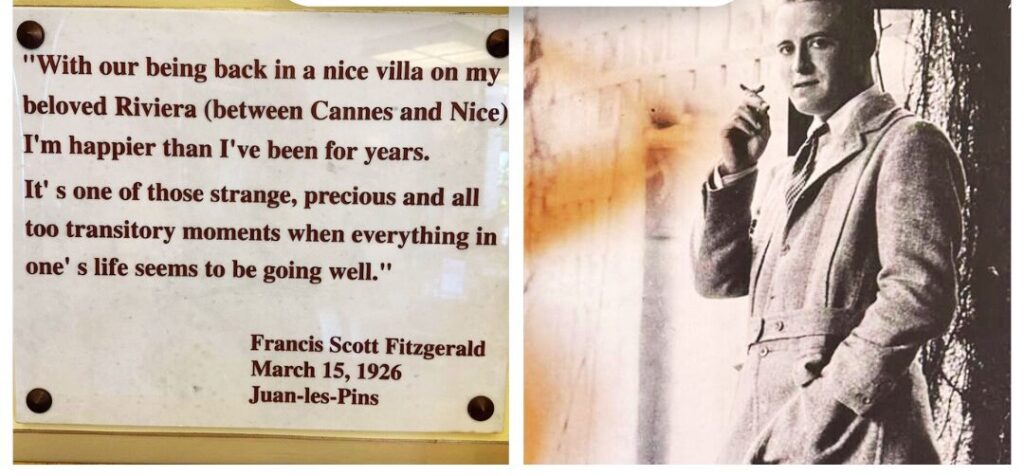 "With our being back in a nice villa on my
beloved Riviera (between Cannes and Nice)
I'm happier than I've been for years.
It' s one of those strange, precious and all
too transitory moments when everything in
one' s life seems to be going well."
Francis Scott Fitzgerald
March 15, 1926
Juan-les-Pins